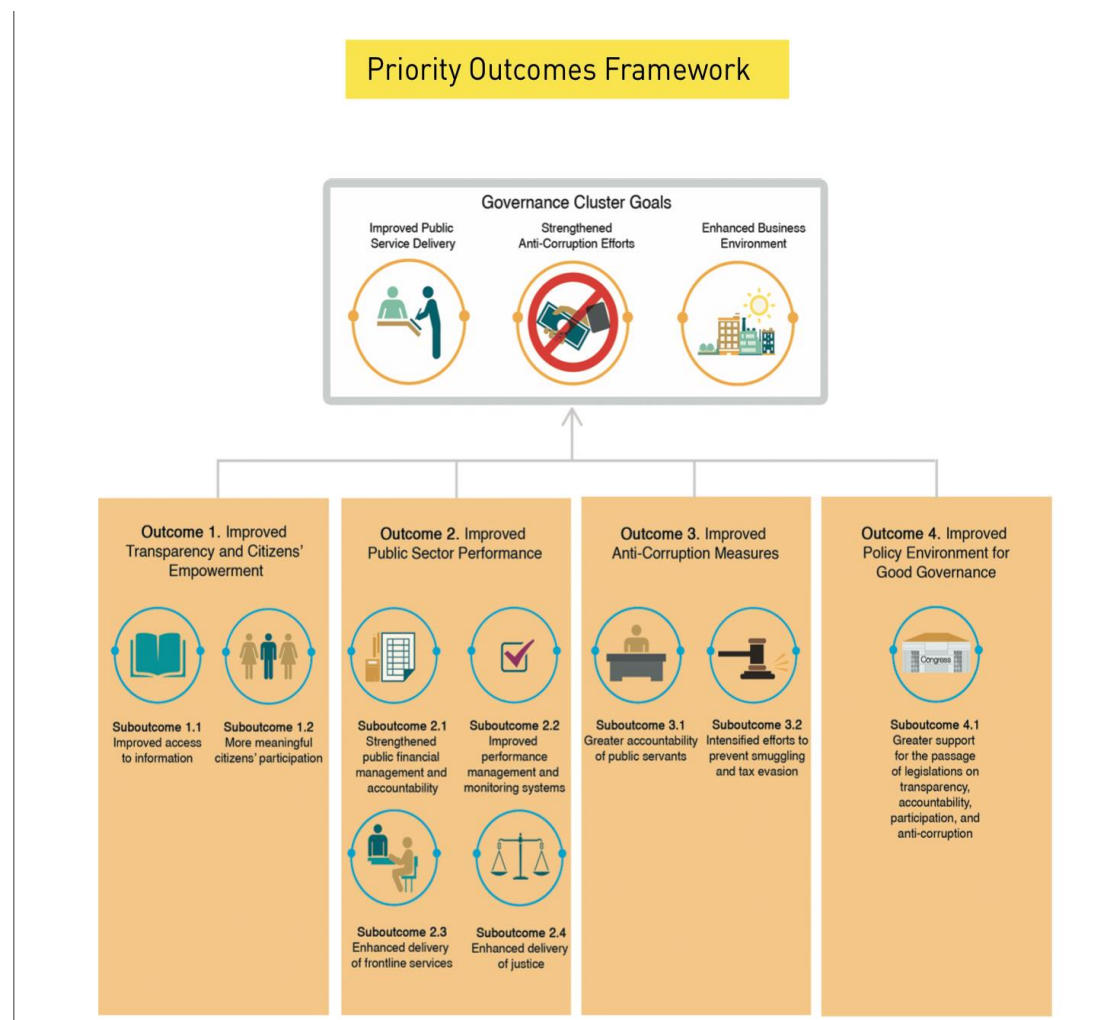 Priority Outcomes Framework
Governance Cluster Goals
Improved Public
Service Delivery
Strengthened
Anti-Corruption Efforts
Enhanced Business
Environment
Outcome 1. Improved
Transparency and Citizens'
Empowerment
Suboutcome 1.1
Improved access
to information
Suboutcome 1.2
More meaningful
citizens' participation
Outcome 2. Improved
Public Sector Performance
Suboutcome 2.1
Strengthened
public financial
management and
accountability
Suboutcome 2.2
Improved
performance
management and
monitoring systems
Suboutcome 2.3
Enhanced delivery
of frontline services
Suboutcome 2.4
Enhanced delivery
of justice
Outcome 3. Improved
Anti-Corruption Measures
Suboutcome 3.1
Greater accountability
of public servants
Suboutcome 3.2
Intensified efforts to
prevent smuggling
and tax evasion
Outcome 4. Improved
Policy Environment for
Good Governance
Congress
Suboutcome 4.1
Greater support
for the passage
of legislations on
transparency,
accountability,
participation, and
anti-corruption